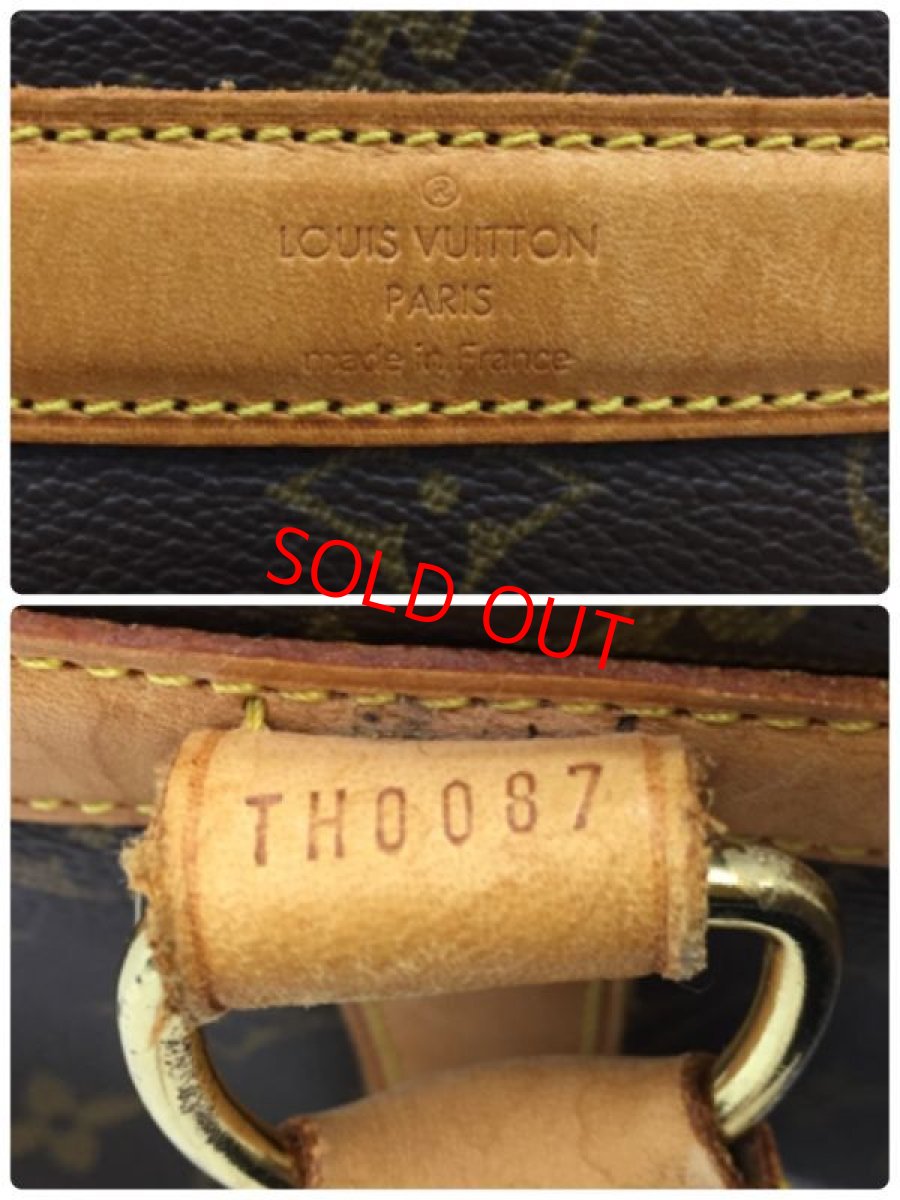 ®
LOUIS VUITTON
PARIS
made in France
SOLD OUT
TH0087